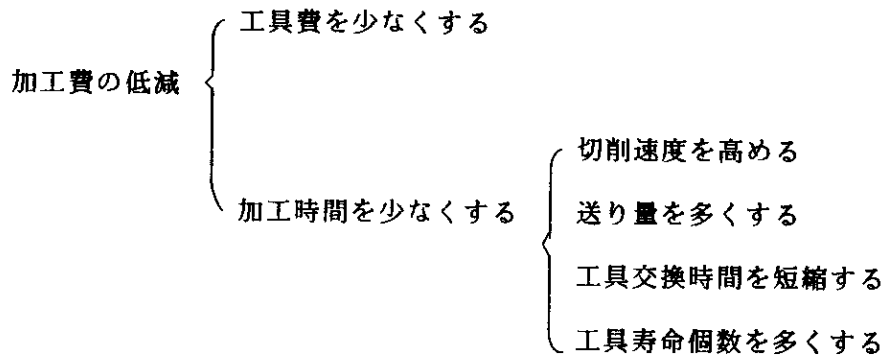 工具費を少なくする
加工費の低減
切削速度を高める
加工時間を少なくする
送り量を多くする
工具交換時間を短縮する
工具寿命個数を多くする